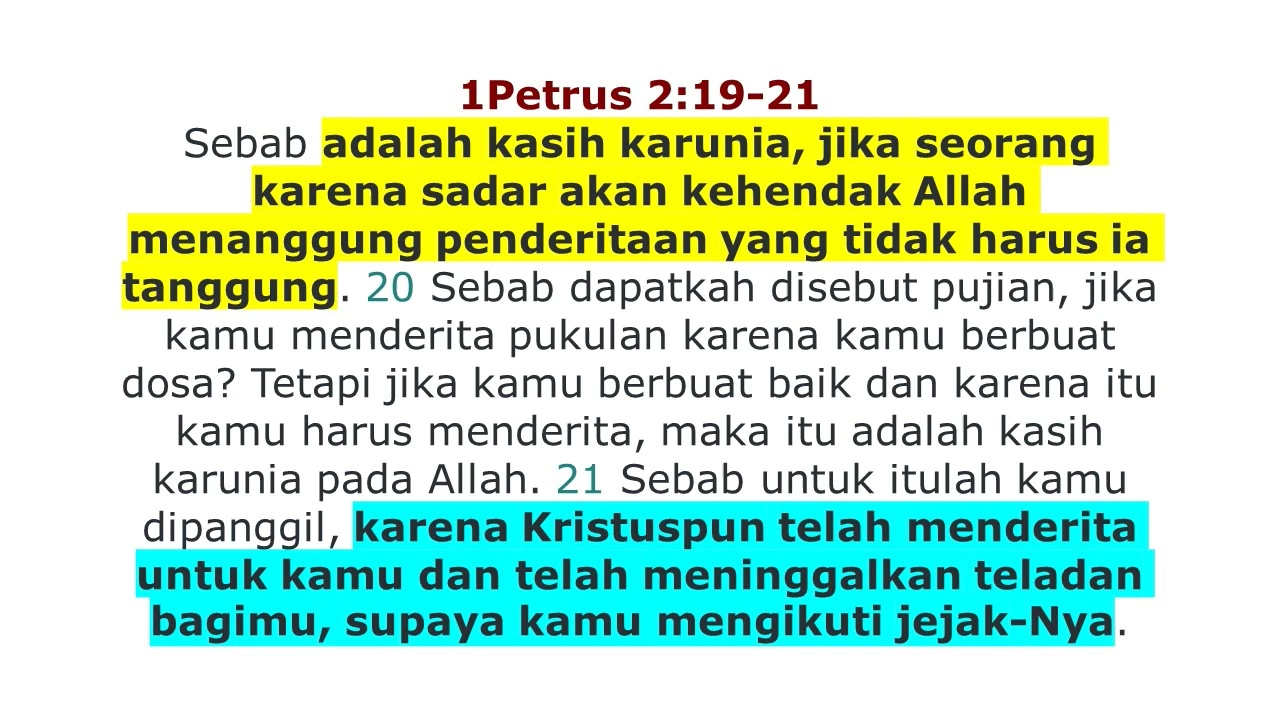 1Petrus 2:19-21
Sebab adalah kasih karunia, jika seorang
karena sadar akan kehendak Allah
menanggung penderitaan yang tidak harus ia
tanggung. 20 Sebab dapatkah disebut pujian, jika
kamu menderita pukulan karena kamu berbuat
dosa? Tetapi jika kamu berbuat baik dan karena itu
kamu harus menderita, maka itu adalah kasih
karunia pada Allah. 21 Sebab untuk itulah kamu
dipanggil, karena Kristuspun telah menderita
untuk kamu dan telah meninggalkan teladan
bagimu, supaya kamu mengikuti jejak-Nya.